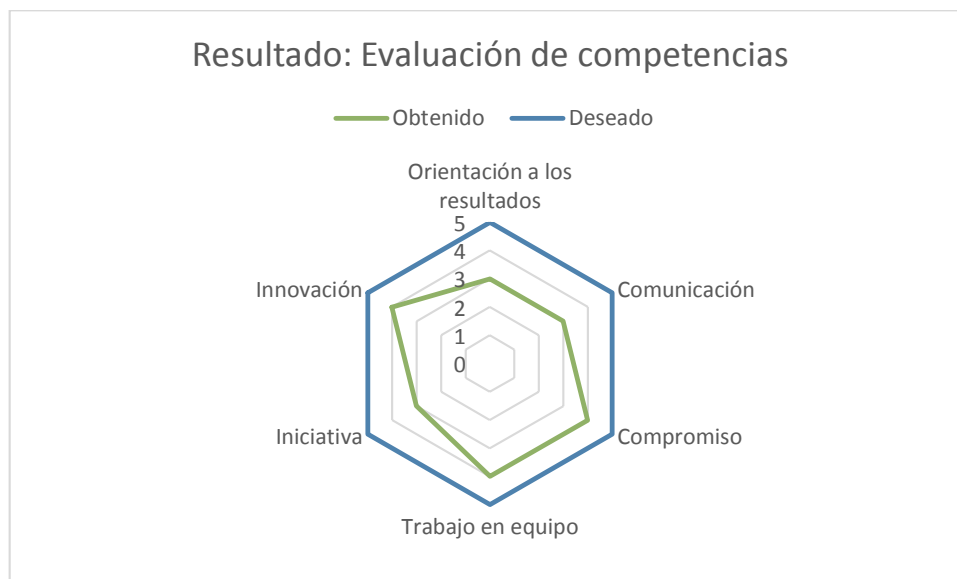 Resultado: Evaluación de competencias
Obtenido Deseado
Orientación a los
resultados
5
4
3
2
1
0
Comunicación
Compromiso
Trabajo en equipo
Iniciativa
Innovación